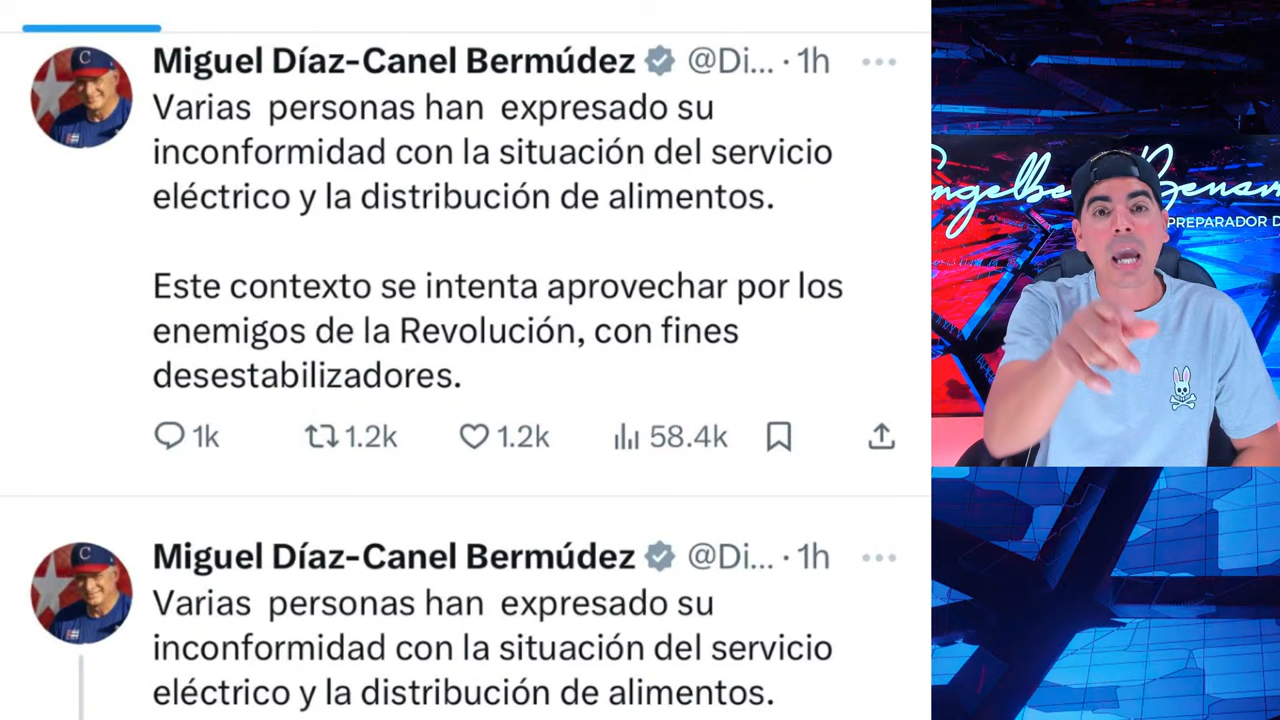 Miguel Díaz-Canel Bermúdez @Di... · 1h
Varias personas han expresado su
inconformidad con la situación del servicio
eléctrico y la distribución de alimentos.
Este contexto se intenta aprovechar por los
enemigos de la Revolución, con fines
desestabilizadores.
1k 1.2k 1.2k 58.4k
Miguel Díaz-Canel Bermúdez @Di... · 1h
Varias personas han expresado su
inconformidad con la situación del servicio
eléctrico y la distribución de alimentos.
PREPARADOR D
C
C